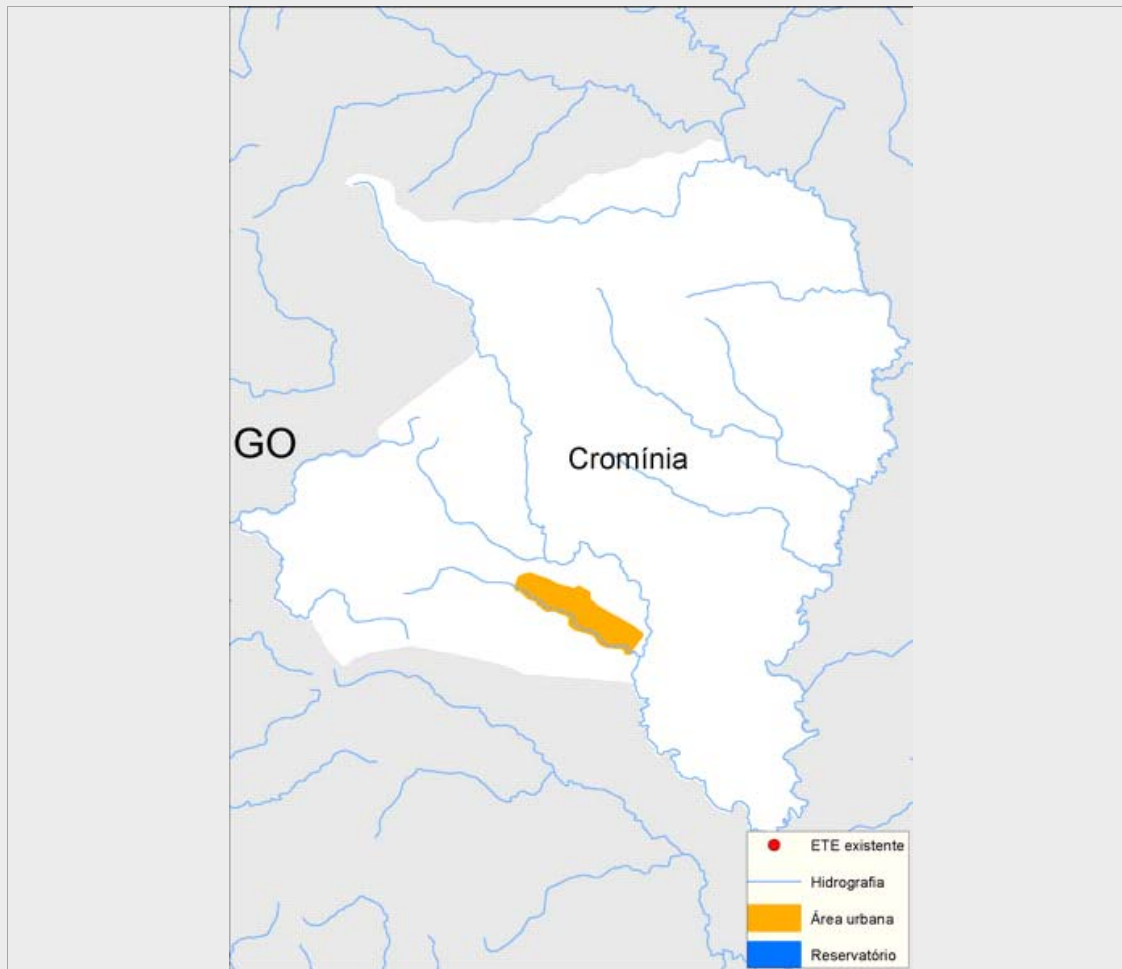 GO
Cromínia
ETE existente
Hidrografia
Área urbana
Reservatório